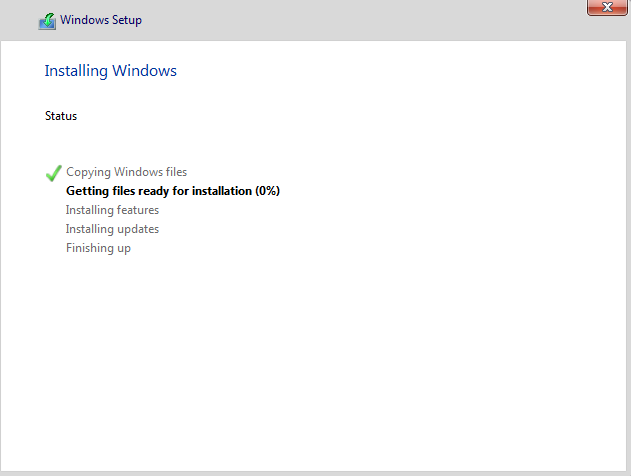 Windows Setup
Installing Windows
Status
Copying Windows files
Getting files ready for installation (0%)
Installing features
Installing updates
Finishing up